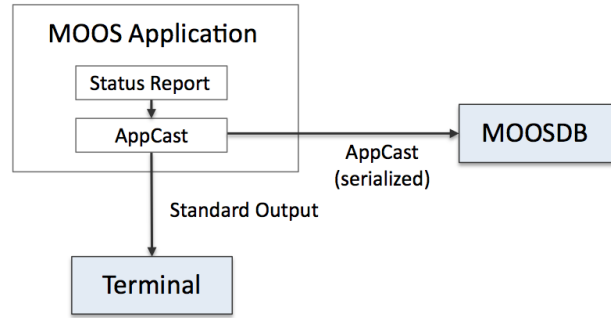 MOOS Application
Status Report
AppCast
MOOSDB
AppCast
(serialized)
Standard Output
Terminal